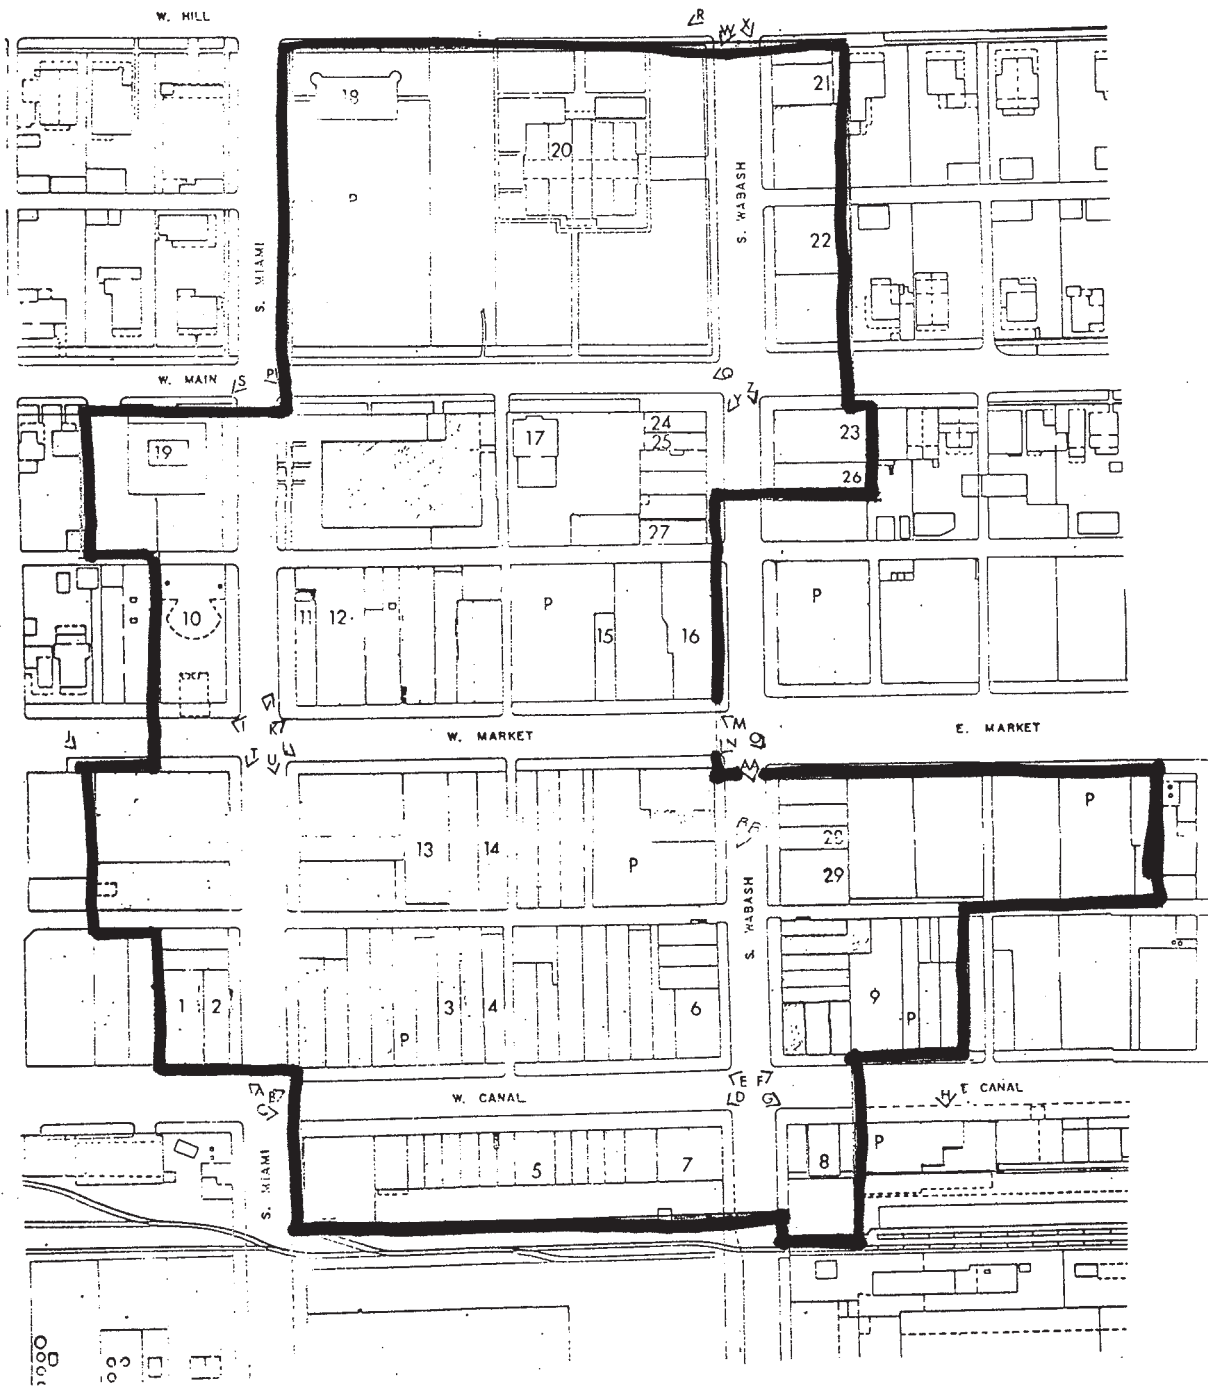 W. HILL
R
W X
18
21
20
P
S. WABASH
22
S. MIAMI
W. MAIN
S
P
Q
Y Z
19
17
24
25
23
26
27
10
11
12
P
15
16
P
I
K
M
W. MARKET
E. MARKET
J
T
U
L
N
AA
P
13
14
P
28
29
BB
S. WABASH
1
2
3
4
P
6
9
P
A
B
C
W. CANAL
E F
D G
H
E. CANAL
S. MIAMI
5
7
8
P